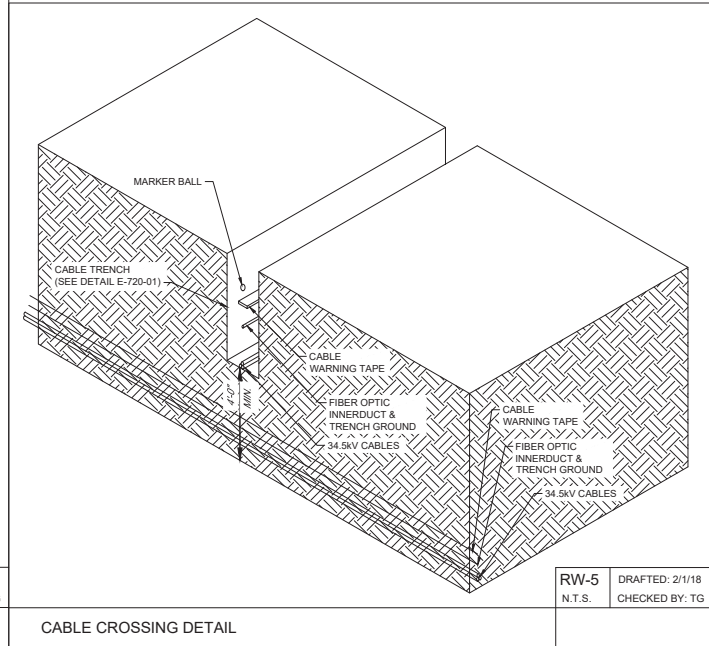 MARKER BALL
CABLE TRENCH
(SEE DETAIL E-720-01)
CABLE
WARNING TAPE
4'-0"
MIN.
FIBER OPTIC
INNERDUCT &
TRENCH GROUND
34.5kV CABLES
CABLE
WARNING TAPE
FIBER OPTIC
INNERDUCT &
TRENCH GROUND
34.5kV CABLES
RW-5
DRAFTED: 2/1/18
N.T.S.
CHECKED BY: TG
CABLE CROSSING DETAIL